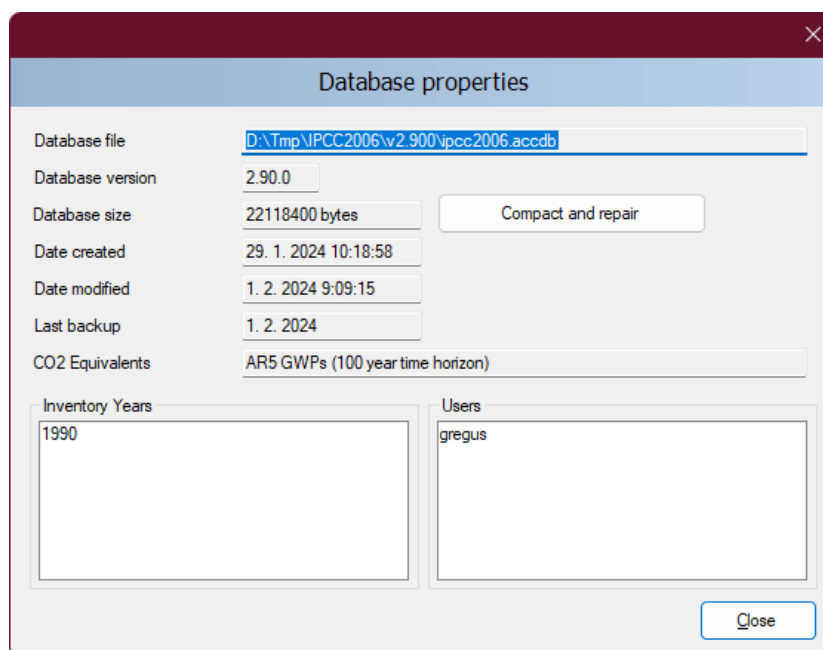 Database properties
Database file D:\Tmp\IPCC2006\v2.900\ipcc2006.accdb
Database version 2.90.0
Database size 22118400 bytes Compact and repair
Date created 29. 1. 2024 10:18:58
Date modified 1. 2. 2024 9:09:15
Last backup 1. 2. 2024
CO2 Equivalents AR5 GWPs (100 year time horizon)
Inventory Years Users
1990 gregus
Close